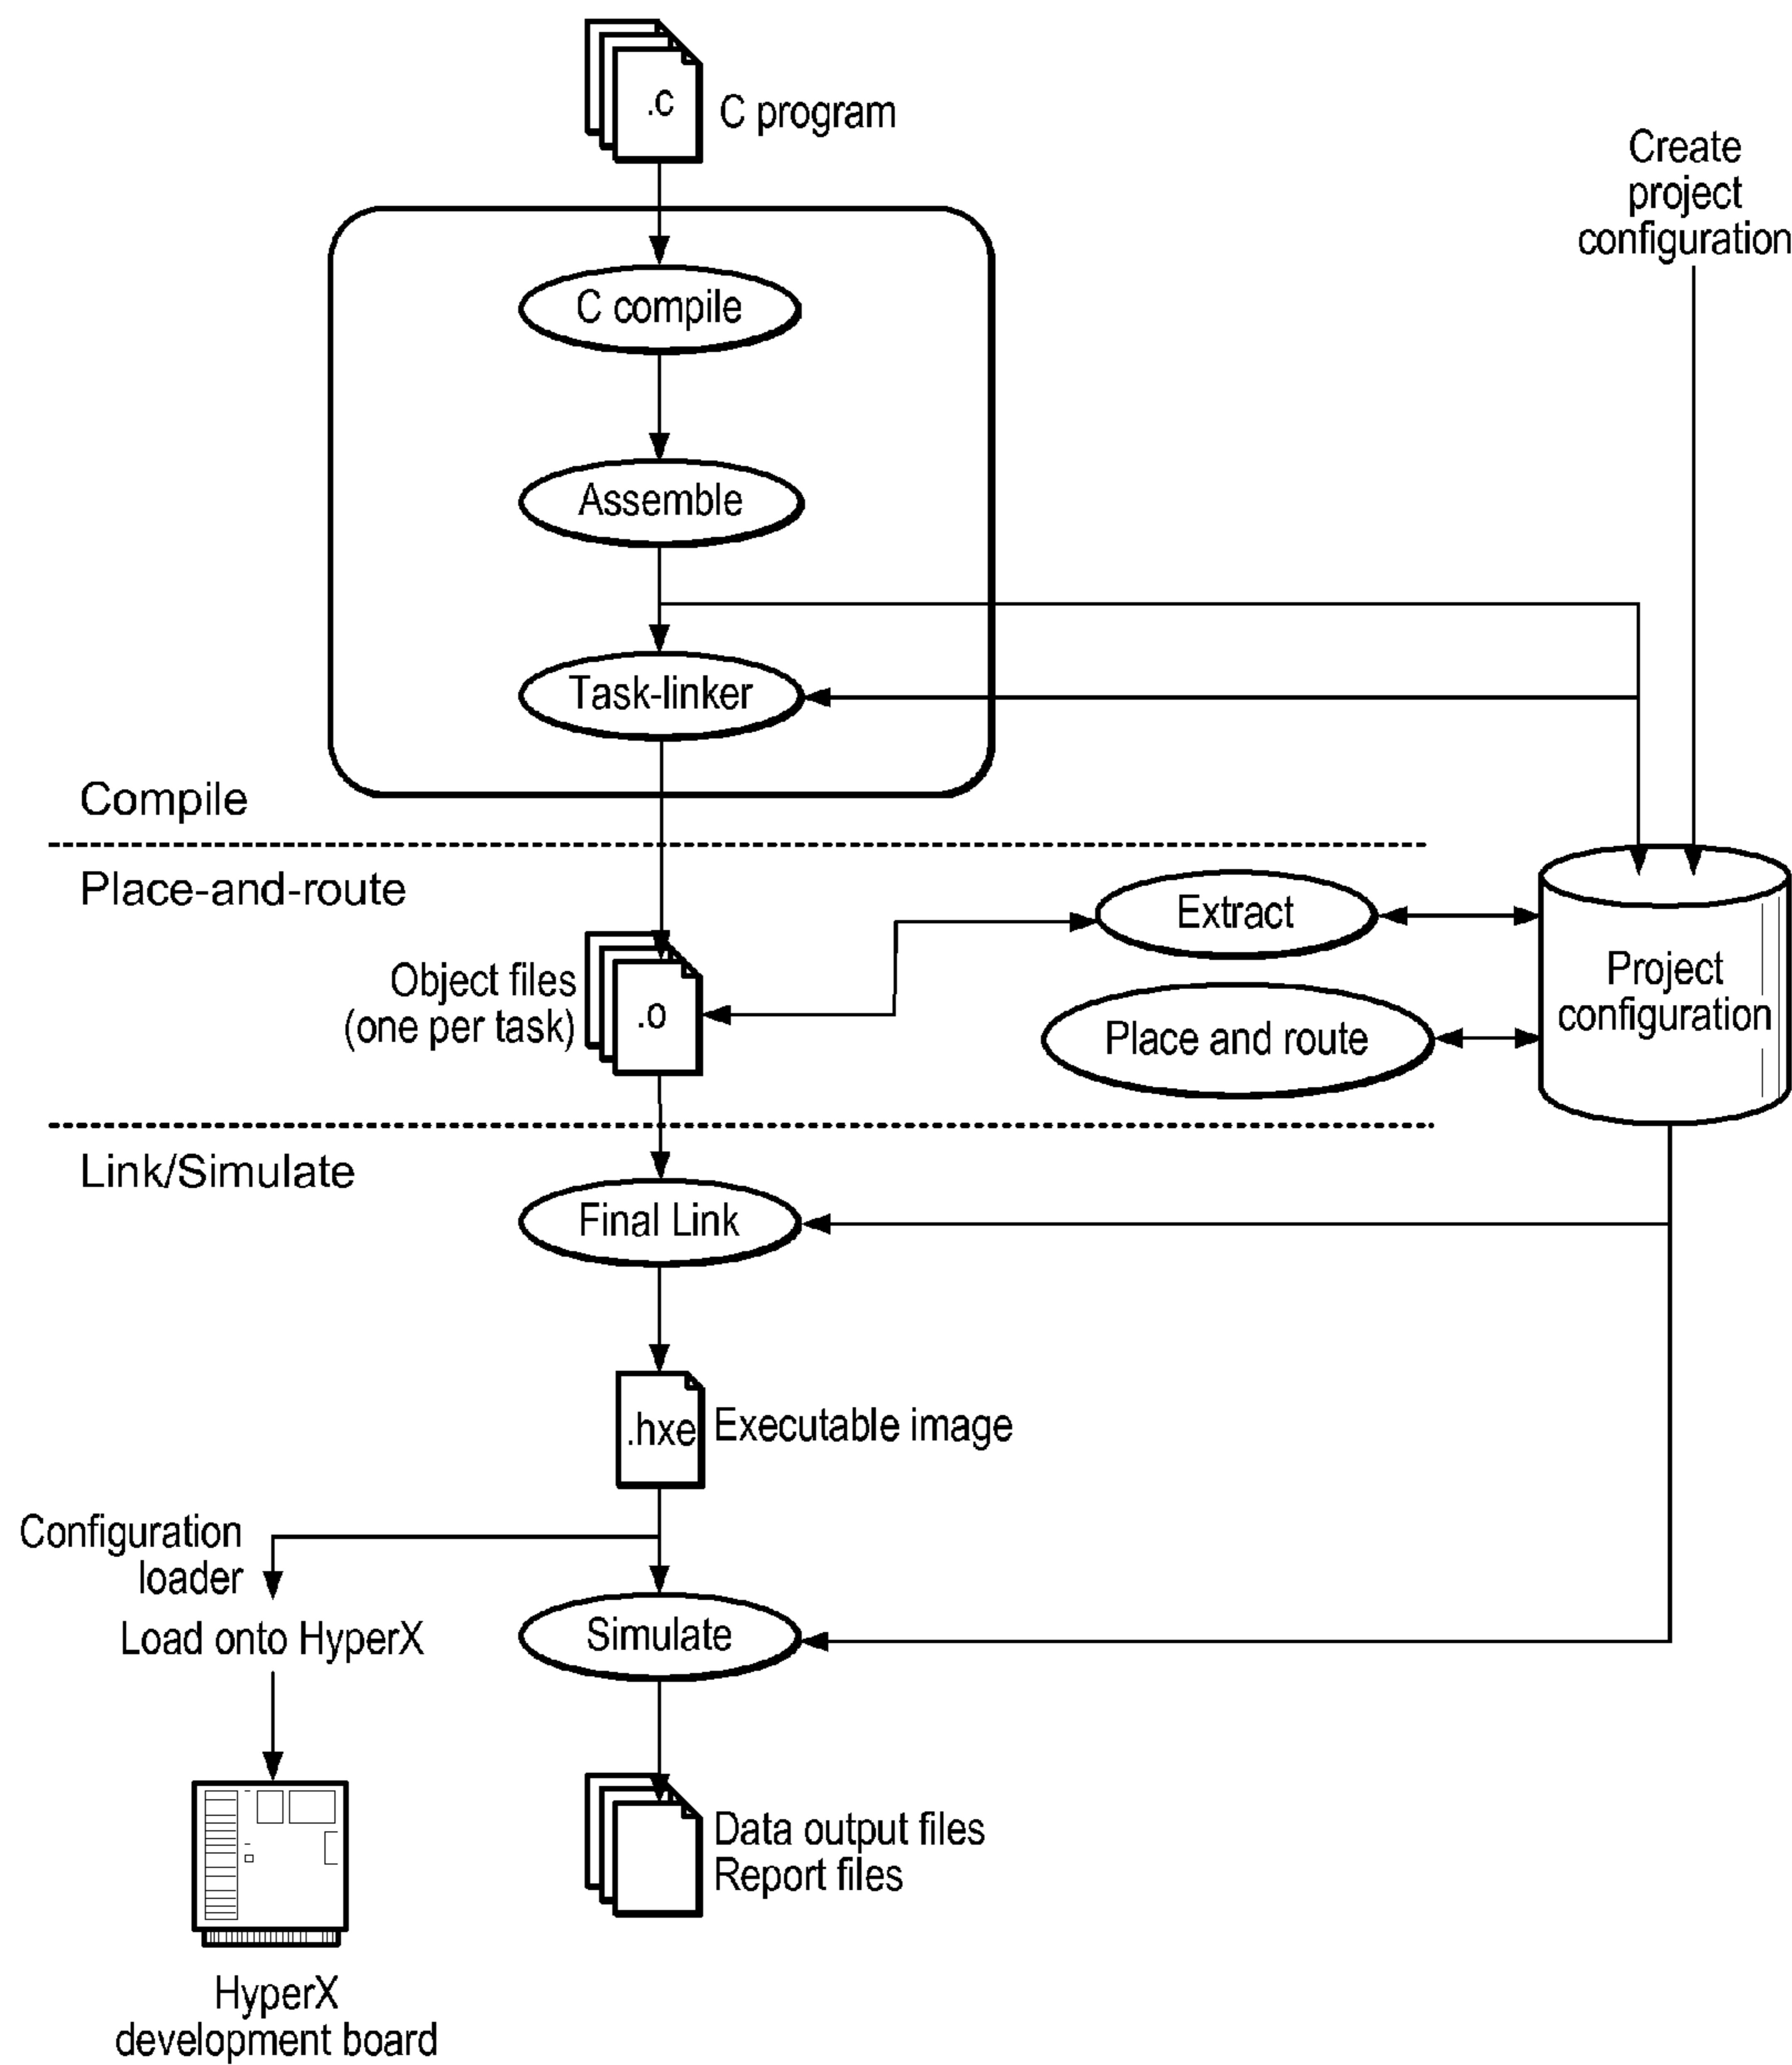 .c
C program
Create
project
configuration
C compile
Assemble
Task-linker
Compile
Place-and-route
Extract
Object files
(one per task)
.o
Project
configuration
Place and route
Link/Simulate
Final Link
.hxe
Executable image
Configuration
loader
Load onto HyperX
Simulate
Data output files
Report files
HyperX
development board